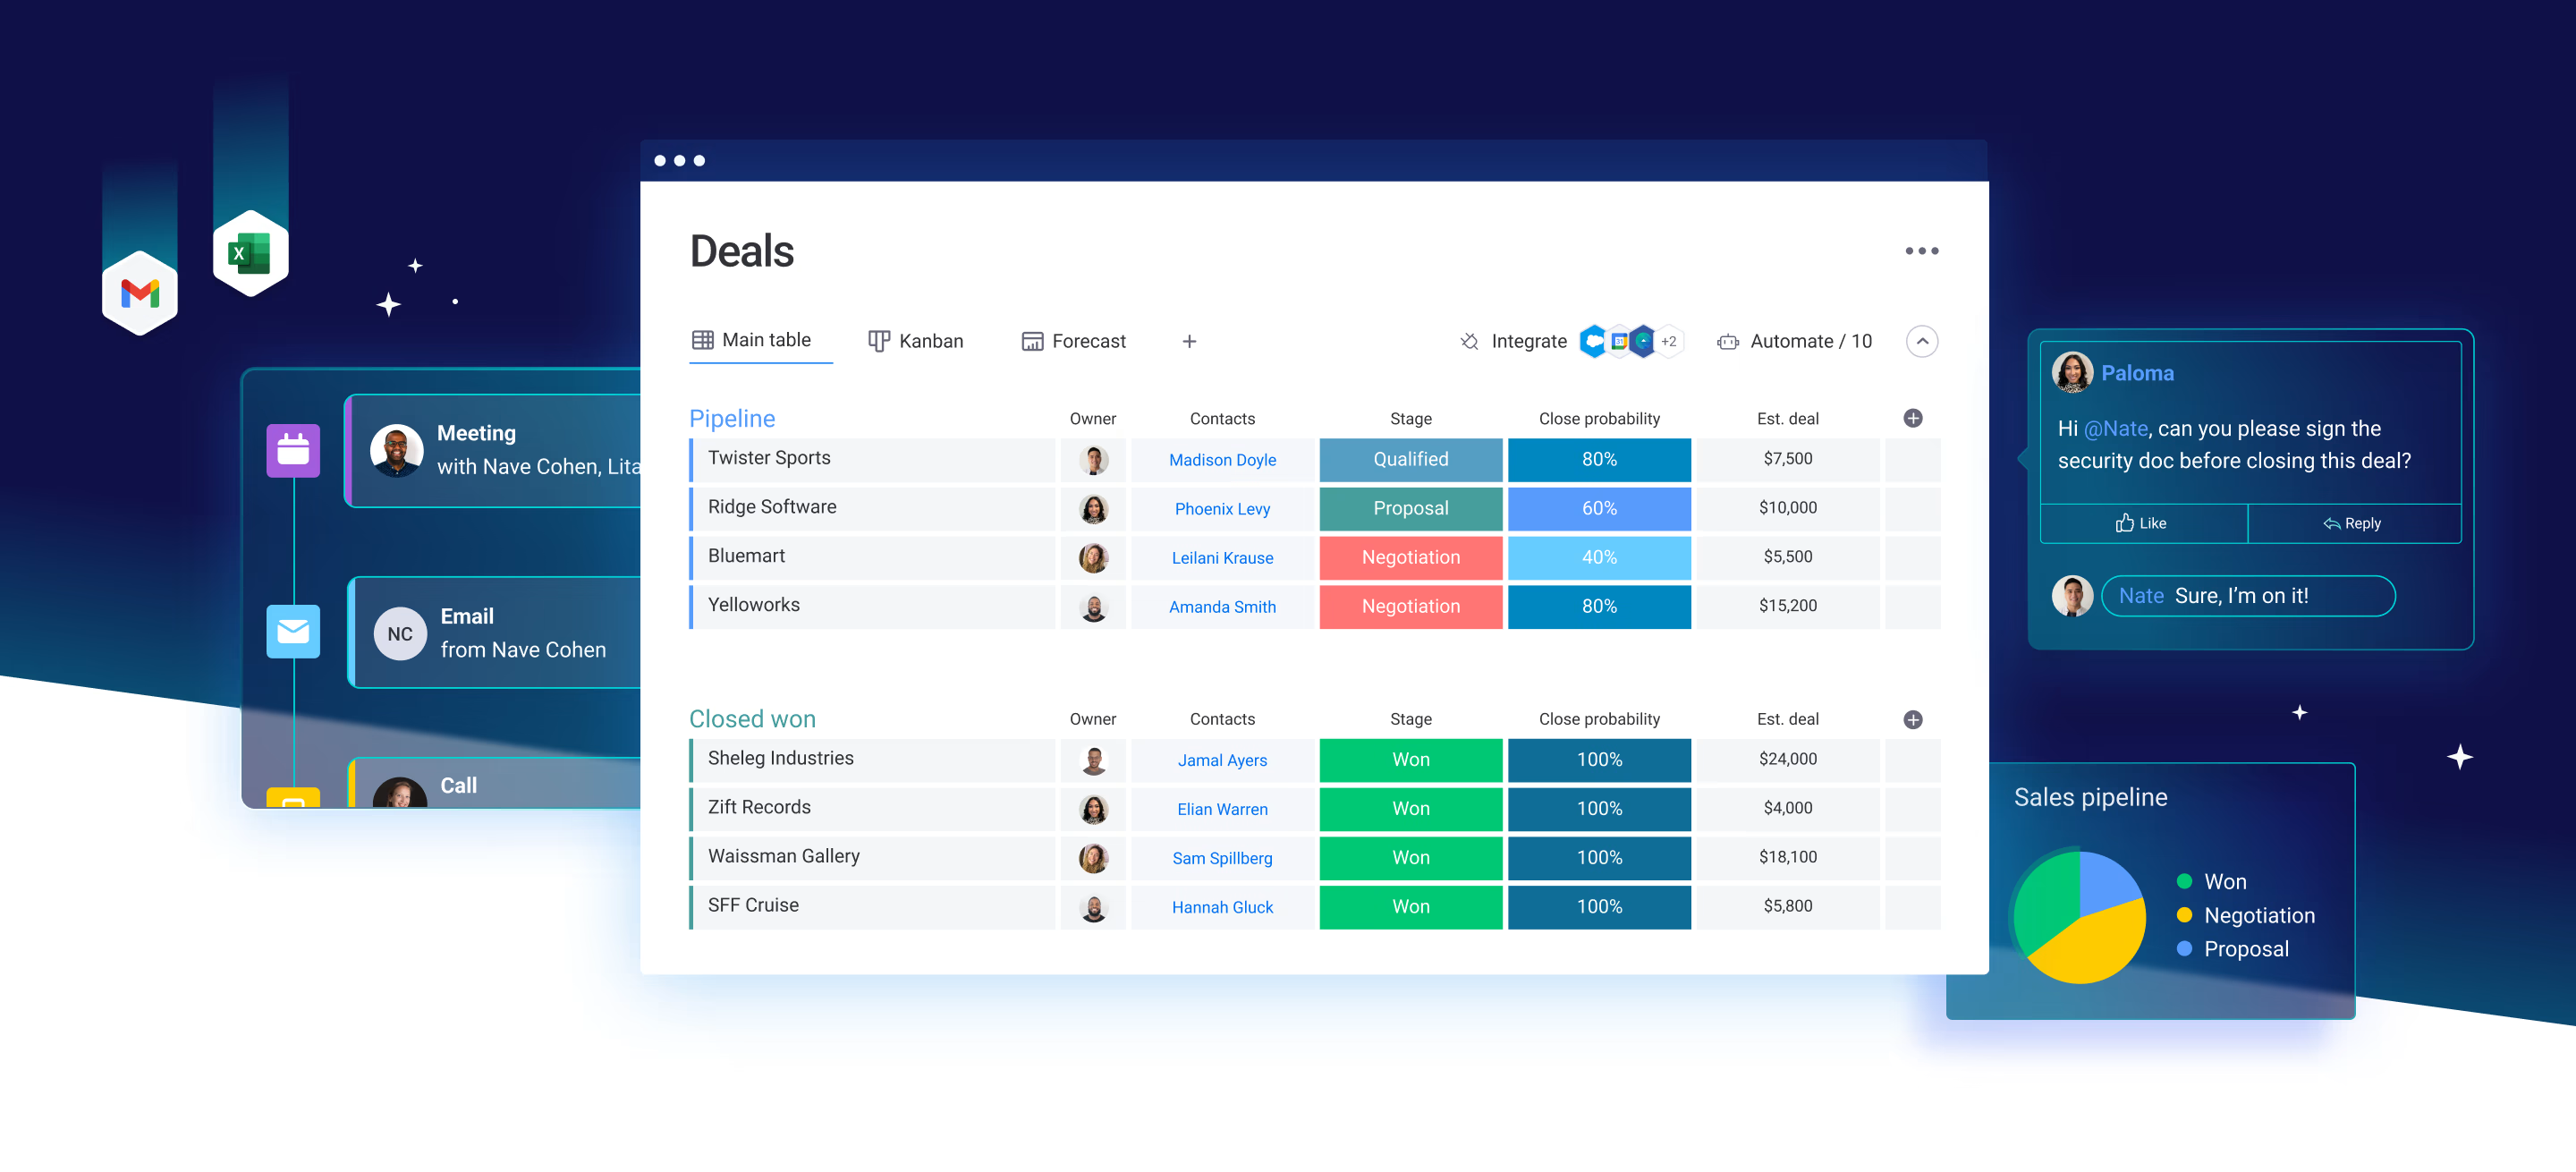 X
Meeting
with Nave Cohen, Lita
NC
Email
from Nave Cohen
Call
Deals
Main table
Kanban
Forecast
+
Integrate
31
+2
Automate / 10
Pipeline Owner Contacts Stage Close probability Est. deal
Twister Sports Madison Doyle Qualified 80% $7,500
Ridge Software Phoenix Levy Proposal 60% $10,000
Bluemart Leilani Krause Negotiation 40% $5,500
Yelloworks Amanda Smith Negotiation 80% $15,200
Closed won Owner Contacts Stage Close probability Est. deal
Sheleg Industries Jamal Ayers Won 100% $24,000
Zift Records Elian Warren Won 100% $4,000
Waissman Gallery Sam Spillberg Won 100% $18,100
SFF Cruise Hannah Gluck Won 100% $5,800
Paloma
Hi @Nate, can you please sign the
security doc before closing this deal?
Like
Reply
Nate Sure, I'm on it!
Sales pipeline
Won
Negotiation
Proposal